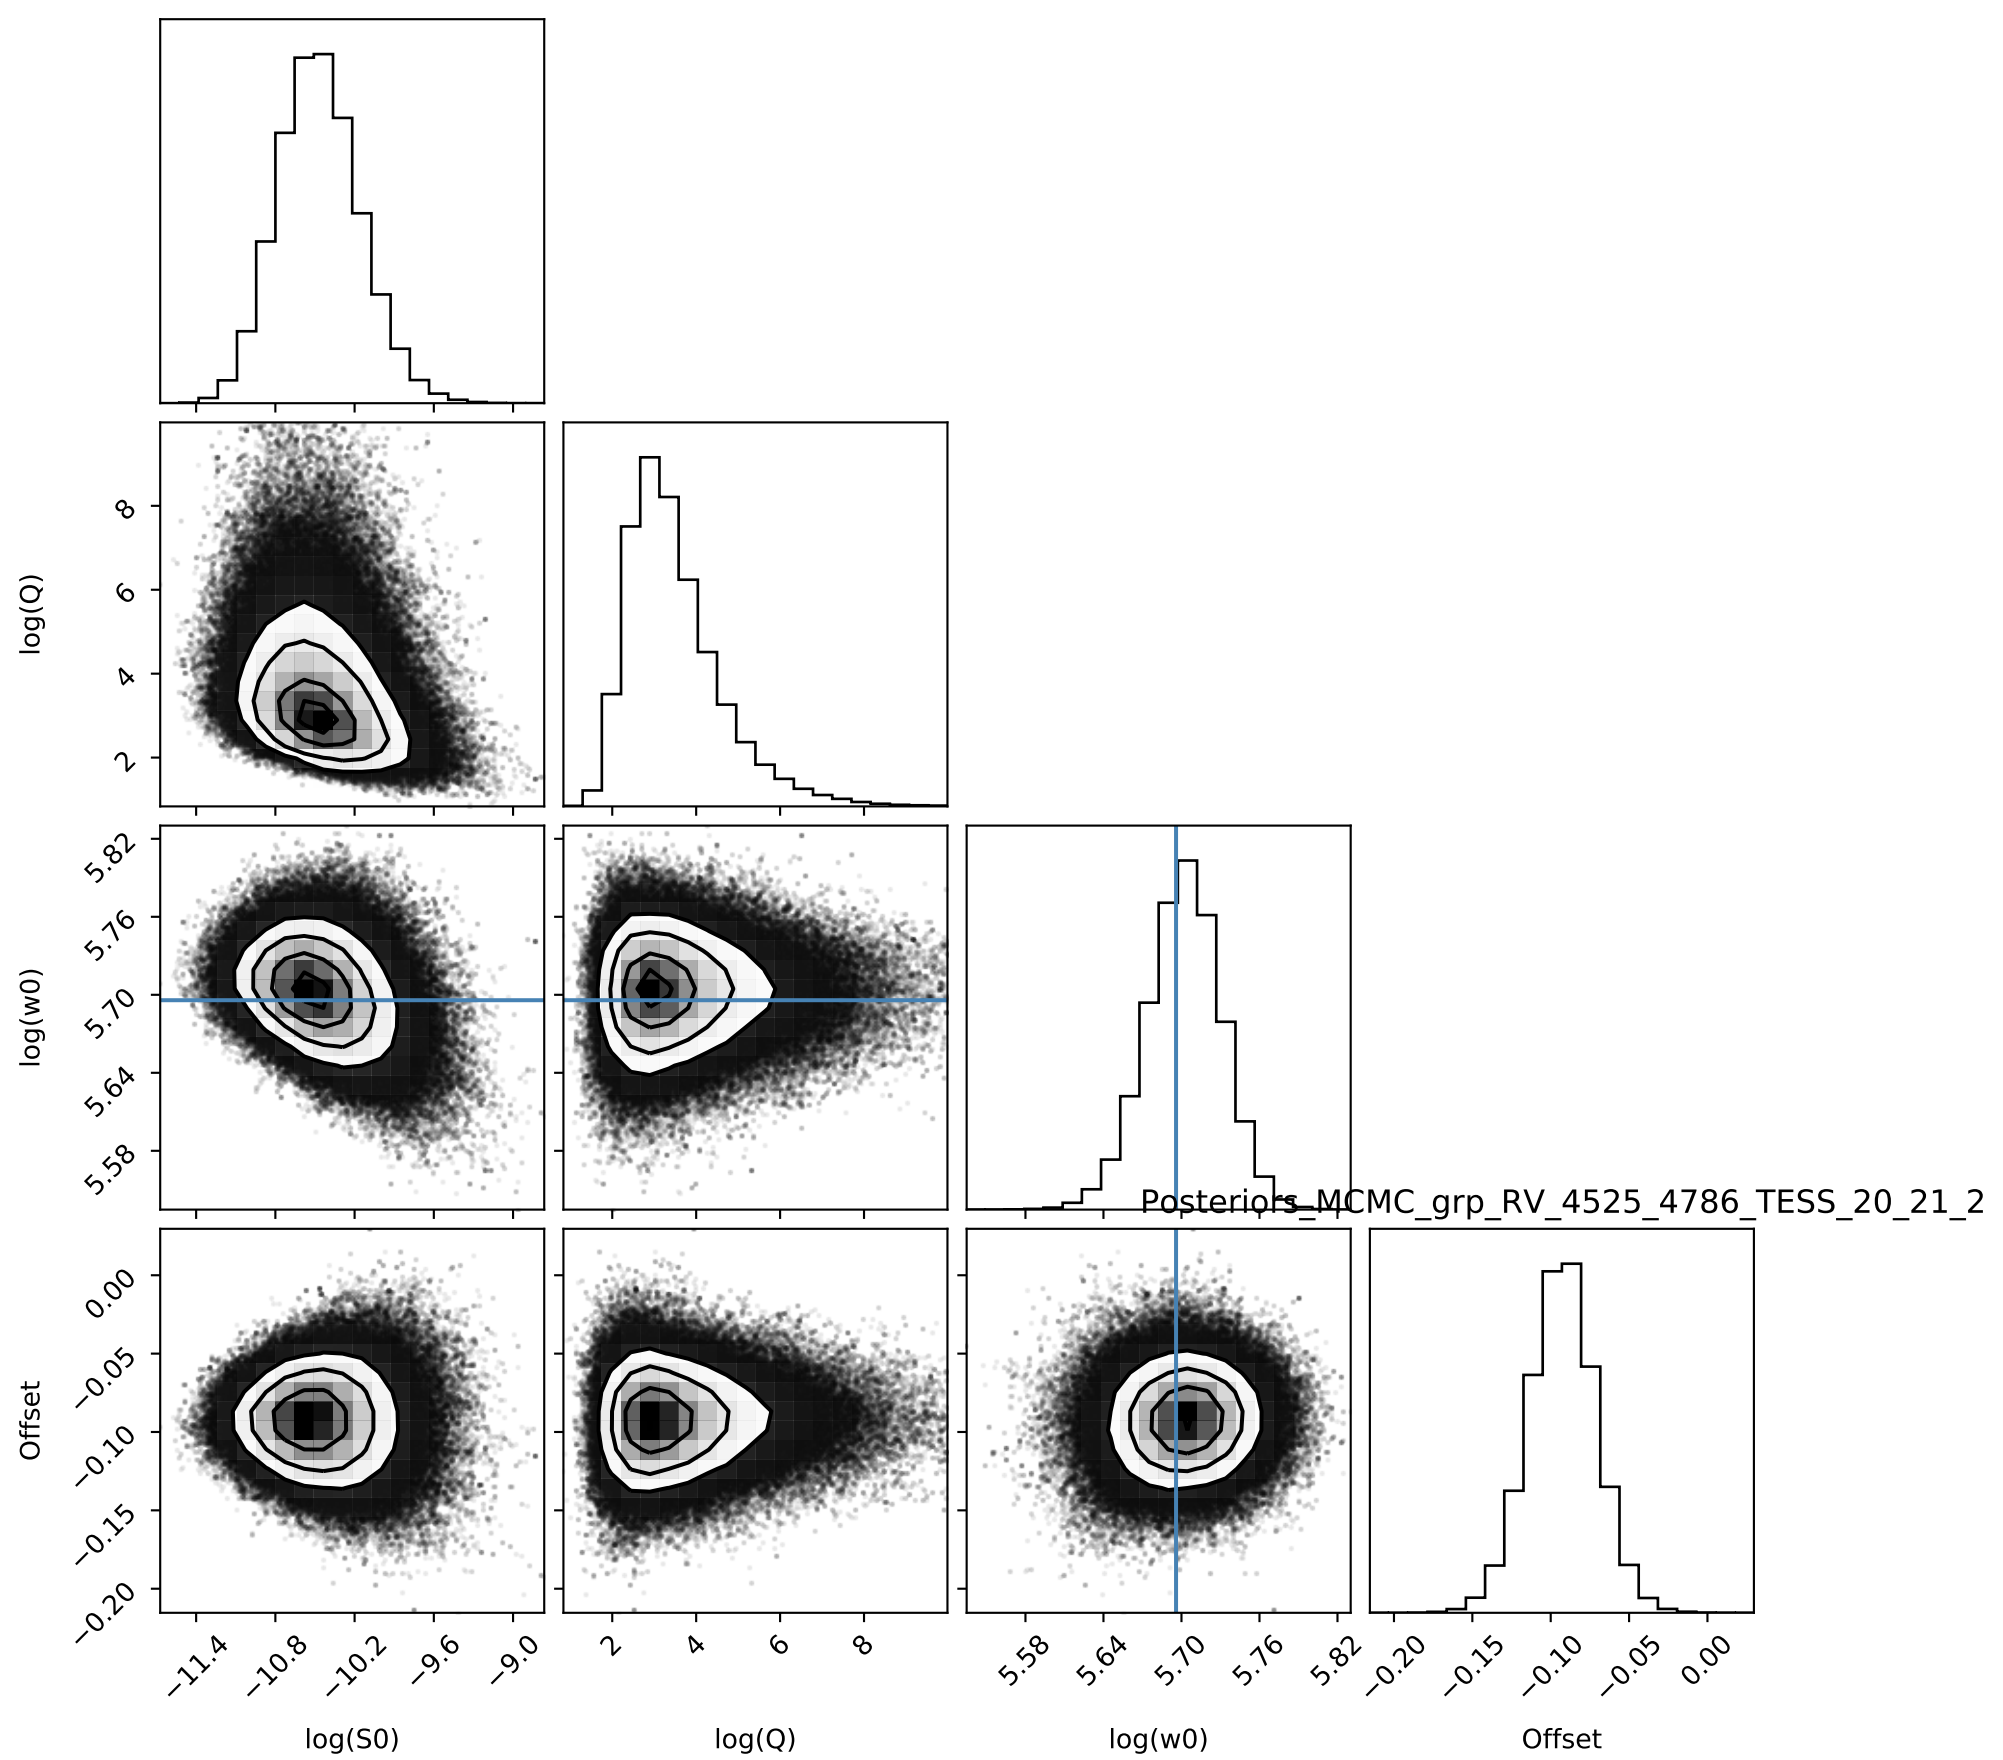 log(Q)
8
6
4
2
log(w0)
5.82
5.76
5.70
5.64
5.58
Posteriors_MCMC_grp_RV_4525_4786_TESS_20_21_2
Offset
0.00
−0.05
−0.10
−0.15
−0.20
−11.4 −10.8 −10.2 −9.6 −9.0
2 4 6 8
5.58 5.64 5.70 5.76 5.82
−0.20 −0.15 −0.10 −0.05 0.00
log(S0) log(Q) log(w0) Offset